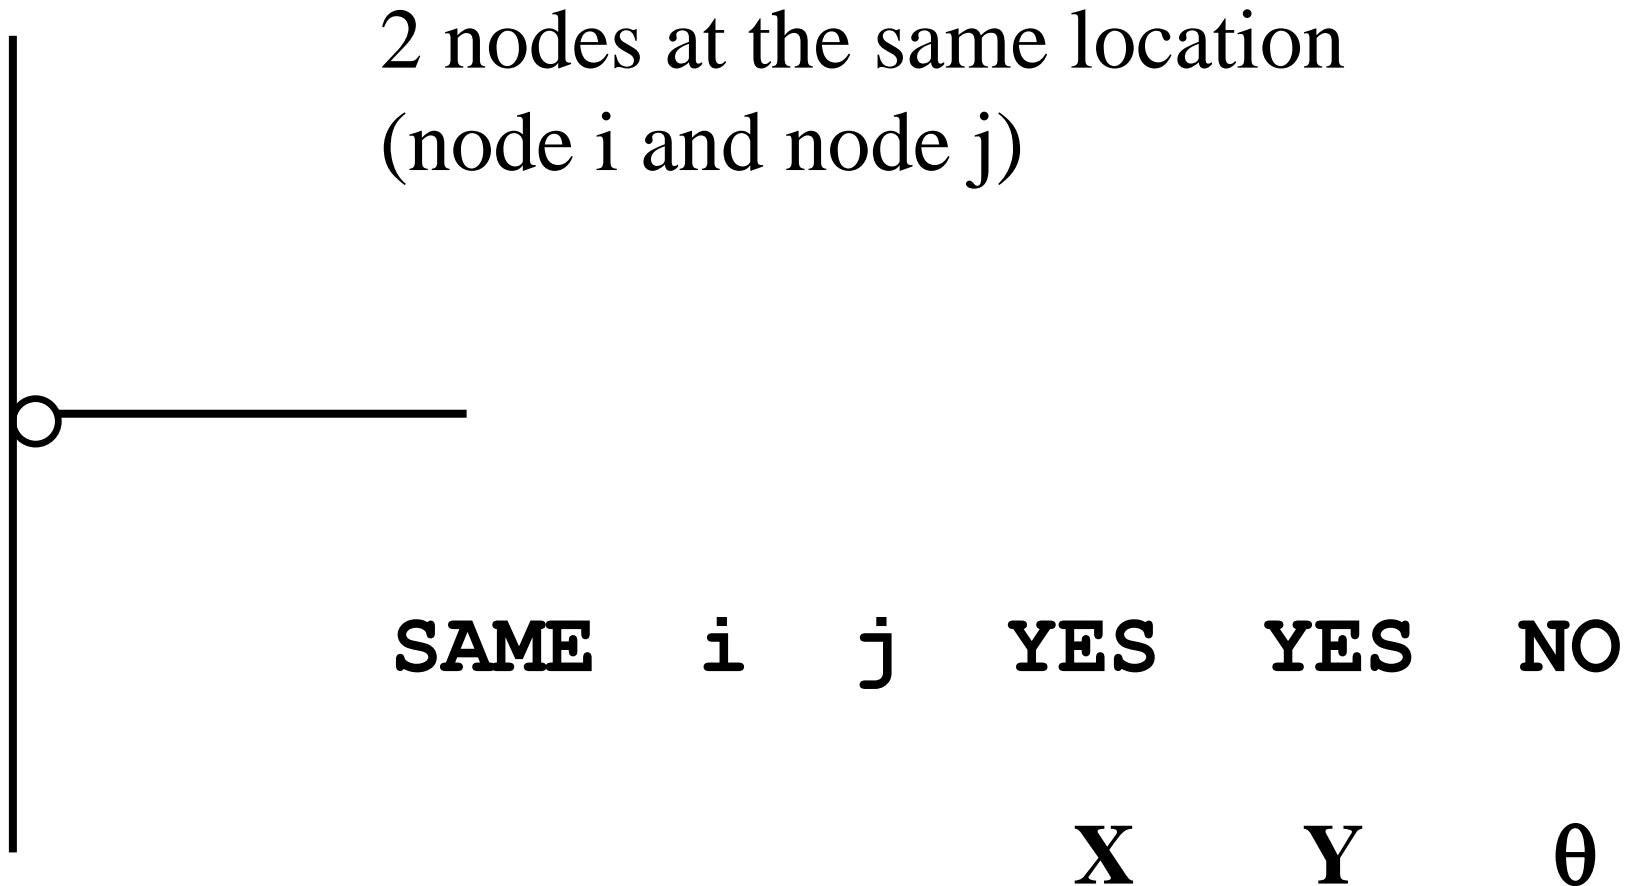 2 nodes at the same location
(node i and node j)
SAME i j YES YES NO
X Y θ